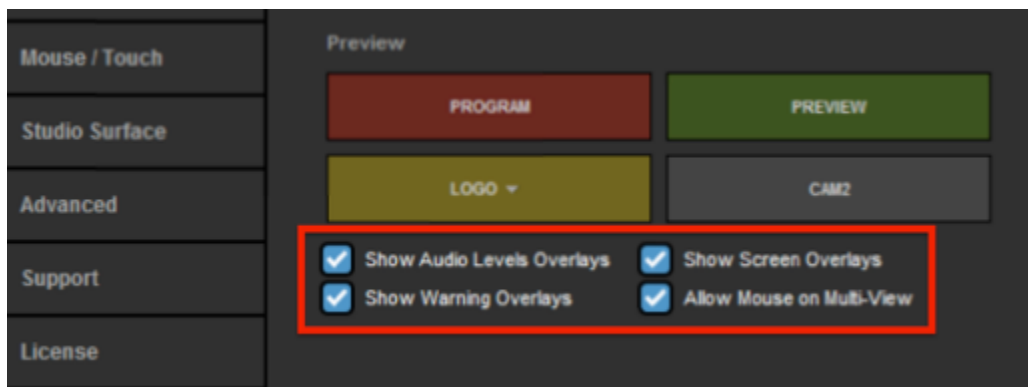 Mouse / Touch
Studio Surface
Advanced
Support
License
Preview
PROGRAM
PREVIEW
LOGO
CAM2
Show Audio Levels Overlays
Show Screen Overlays
Show Warning Overlays
Allow Mouse on Multi-View